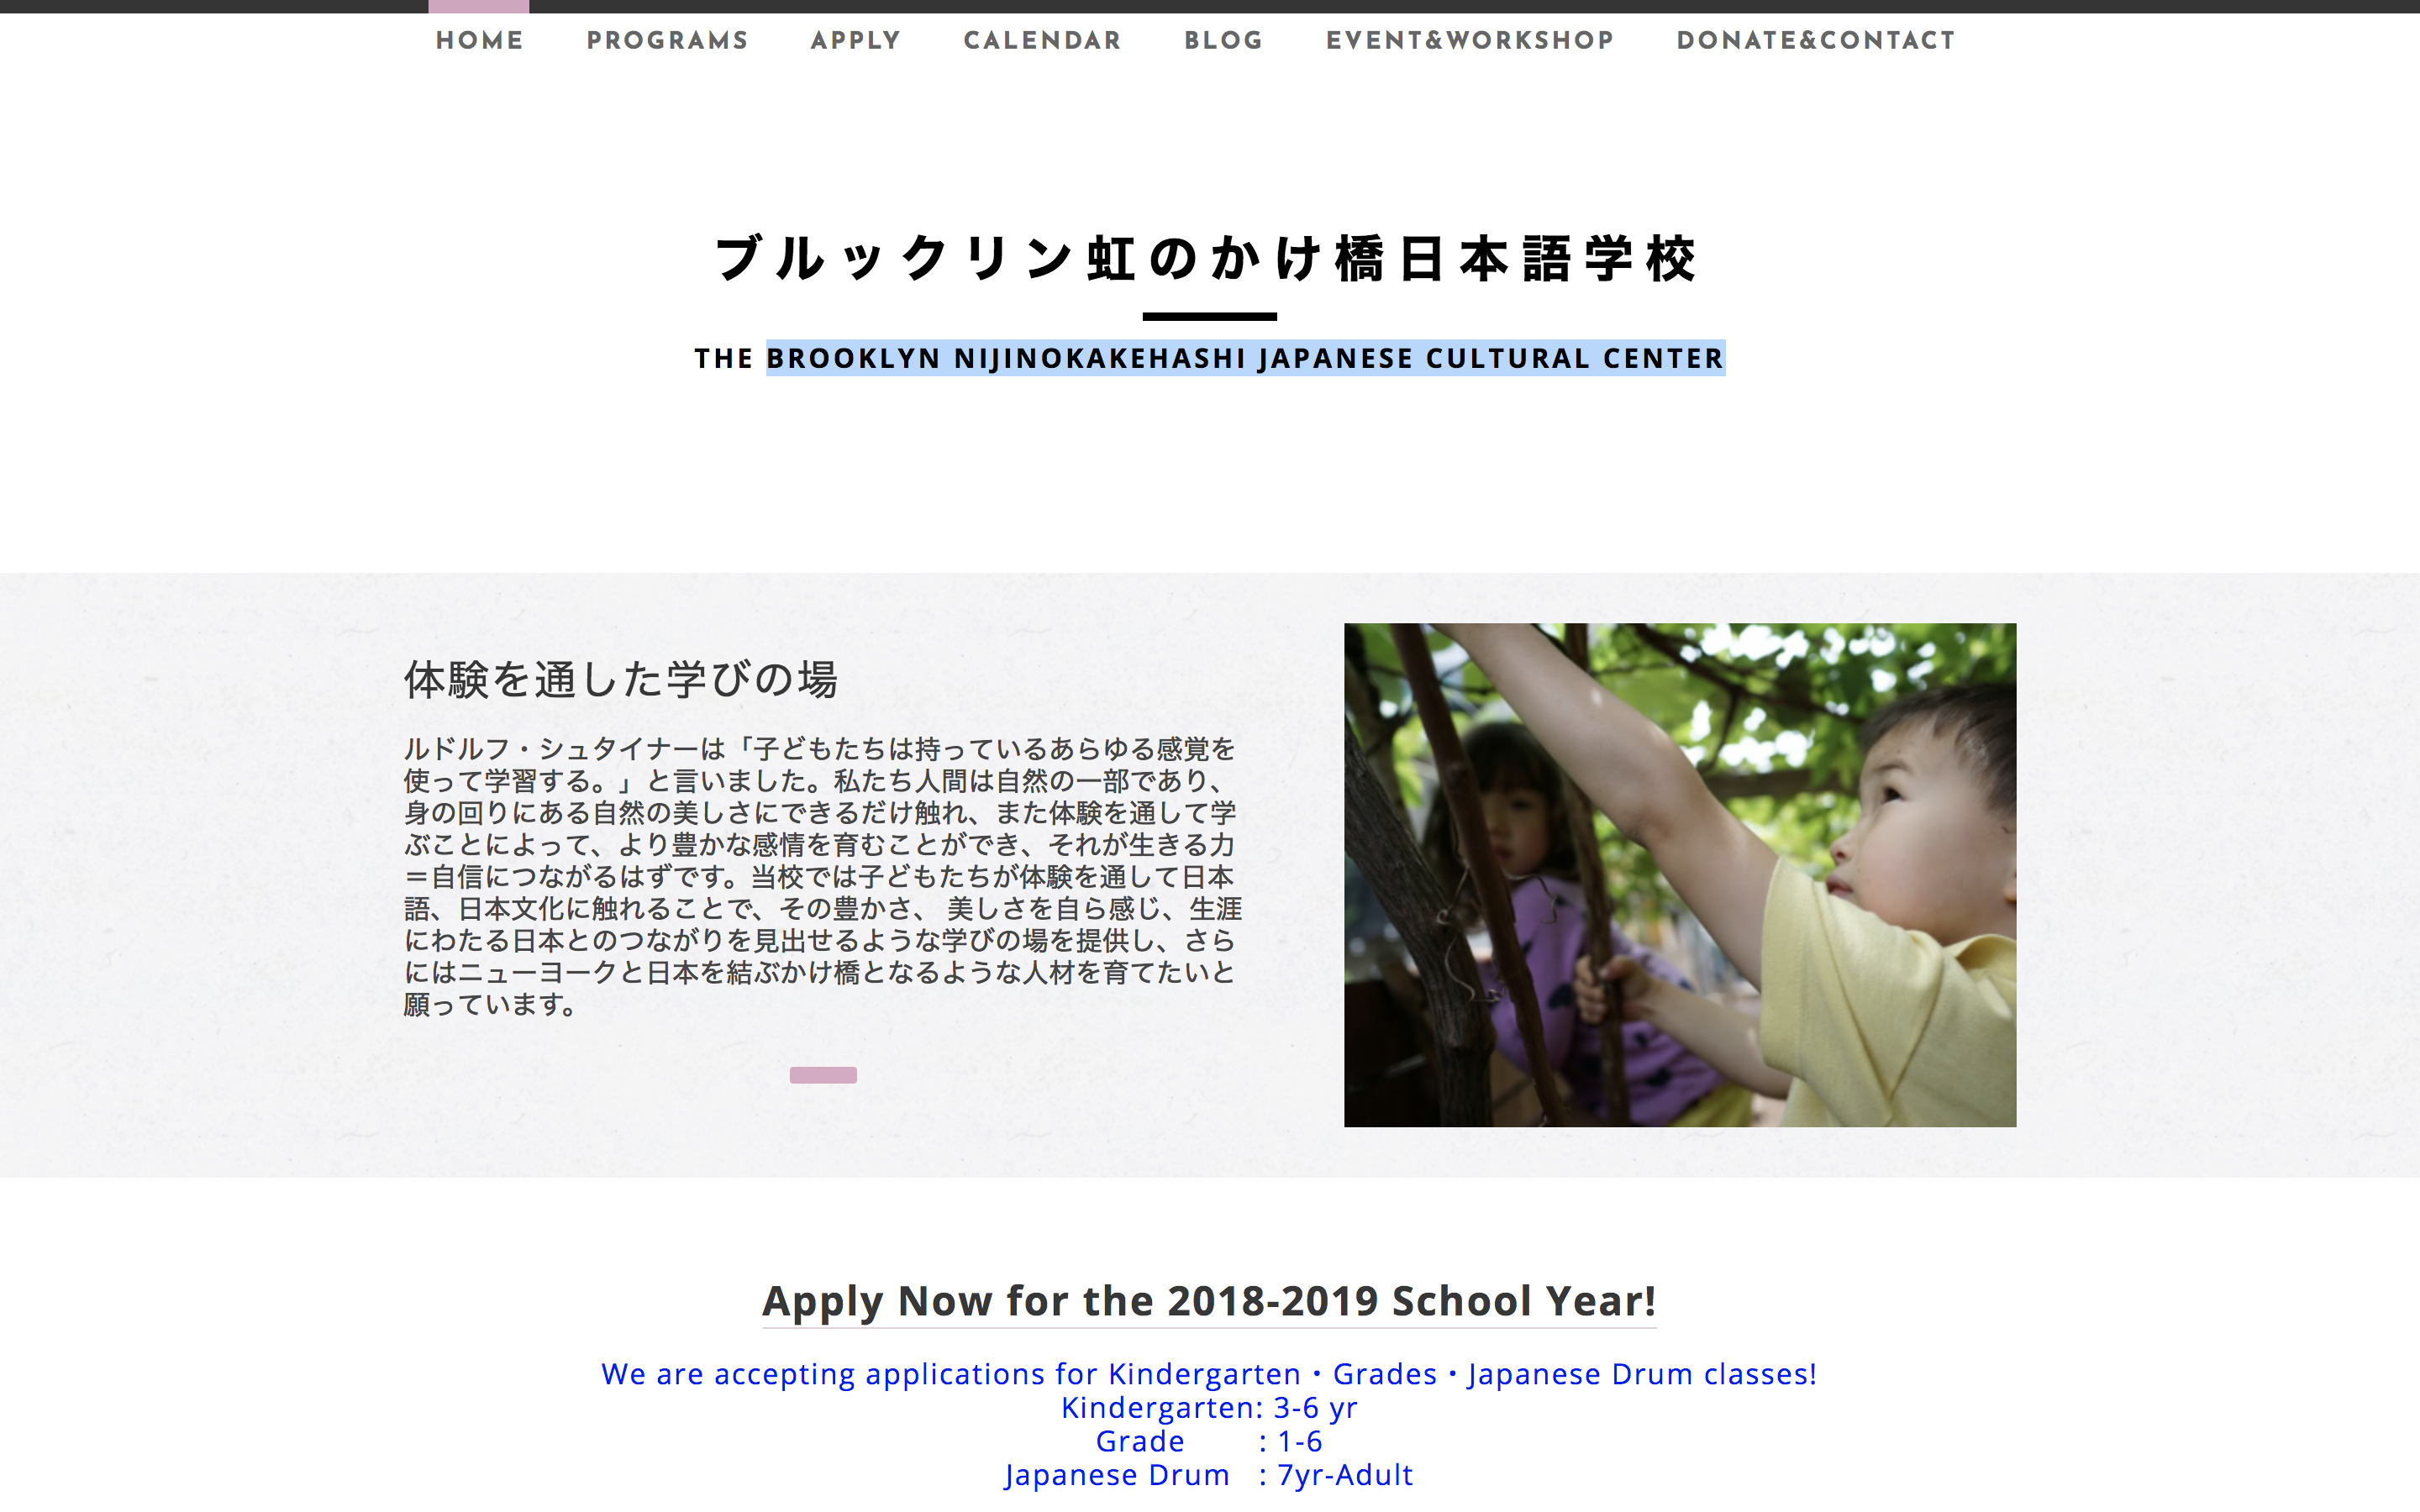 HOME PROGRAMS APPLY CALENDAR BLOG EVENT&WORKSHOP DONATE&CONTACT
ブルックリン虹のかけ橋日本語学校
THE BROOKLYN NIJINOKAKEHASHI JAPANESE CULTURAL CENTER
体験を通した学びの場
ルドルフ・シュタイナーは「子どもたちは持っているあらゆる感覚を
使って学習する。」と言いました。私たち人間は自然の一部であり、
身の回りにある自然の美しさにできるだけ触れ、また体験を通して学
ぶことによって、より豊かな感情を育むことができ、それが生きる力
＝自信につながるはずです。当校では子どもたちが体験を通して日本
語、日本文化に触れることで、その豊かさ、 美しさを自ら感じ、生涯
にわたる日本とのつながりを見出せるような学びの場を提供し、さら
にはニューヨークと日本を結ぶかけ橋となるような人材を育てたいと
願っています。
Apply Now for the 2018-2019 School Year!
We are accepting applications for Kindergarten・Grades・Japanese Drum classes!
Kindergarten: 3-6 yr
Grade : 1-6
Japanese Drum : 7yr-Adult